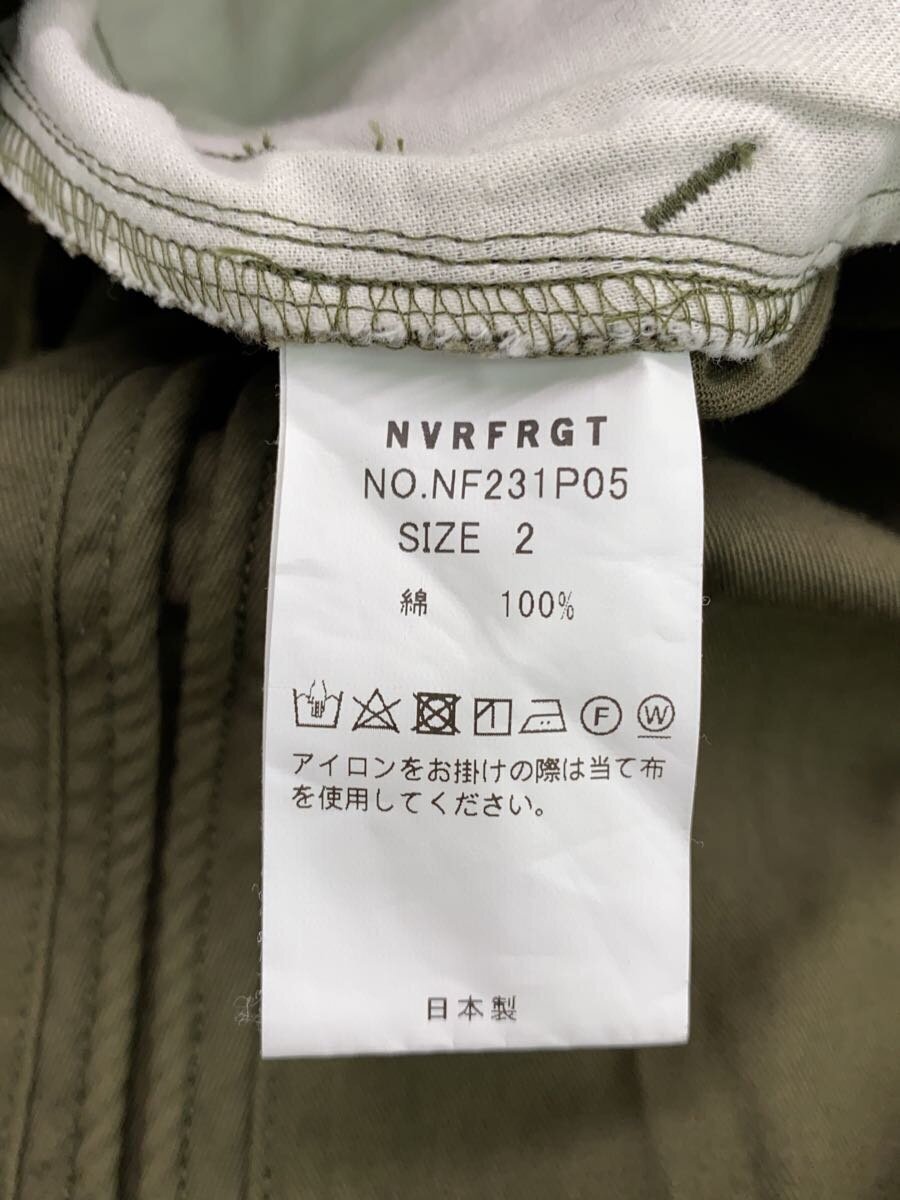 NVRFRGT
NO.NF231P05
SIZE 2
綿 100%
F W
アイロンをお掛けの際は当て布
を使用してください。
日本製